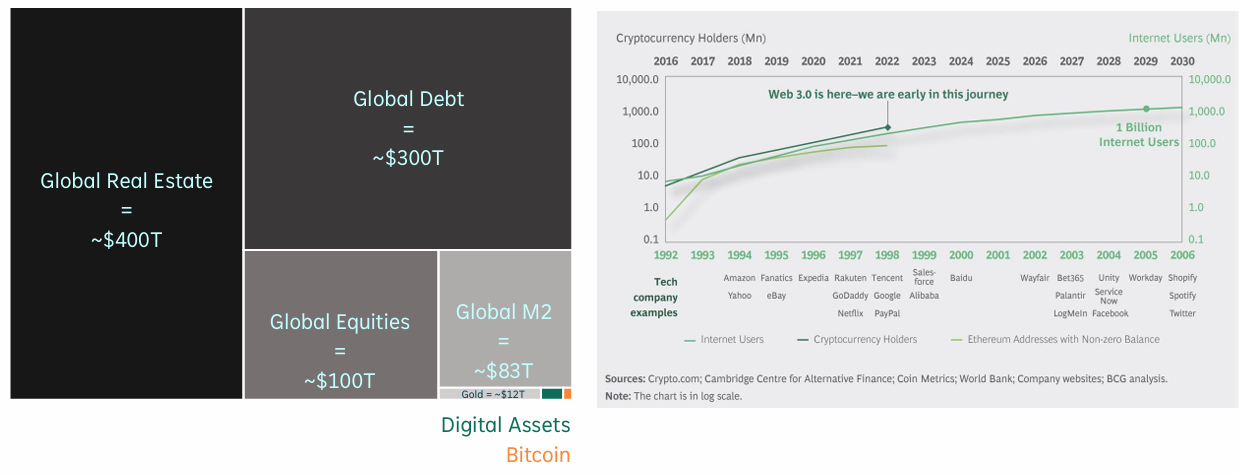 Global Real Estate
=
~$400T
Global Debt
=
~$300T
Global Equities
=
~$100T
Global M2
=
~$83T
Gold = ~$12T
Digital Assets
Bitcoin
Cryptocurrency Holders (Mn) Internet Users (Mn)
2016 2017 2018 2019 2020 2021 2022 2023 2024 2025 2026 2027 2028 2029 2030
10,000.0 10,000.0
Web 3.0 is here–we are early in this journey
1,000.0 1,000.0
1 Billion
Internet Users
100.0 100.0
10.0 10.0
1.0 1.0
0.1 0.1
1992 1993 1994 1995 1996 1997 1998 1999 2000 2001 2002 2003 2004 2005 2006
Tech
company
examples
Amazon Fanatics Expedia Rakuten Tencent Sales-
force Baidu Wayfair Bet365 Unity Workday Shopify
Yahoo eBay GoDaddy Google Alibaba Palantir Service
Now Spotify
Netflix PayPal LogMeIn Facebook Twitter
Internet Users Cryptocurrency Holders Ethereum Addresses with Non-zero Balance
Sources: Crypto.com; Cambridge Centre for Alternative Finance; Coin Metrics; World Bank; Company websites; BCG analysis.
Note: The chart is in log scale.